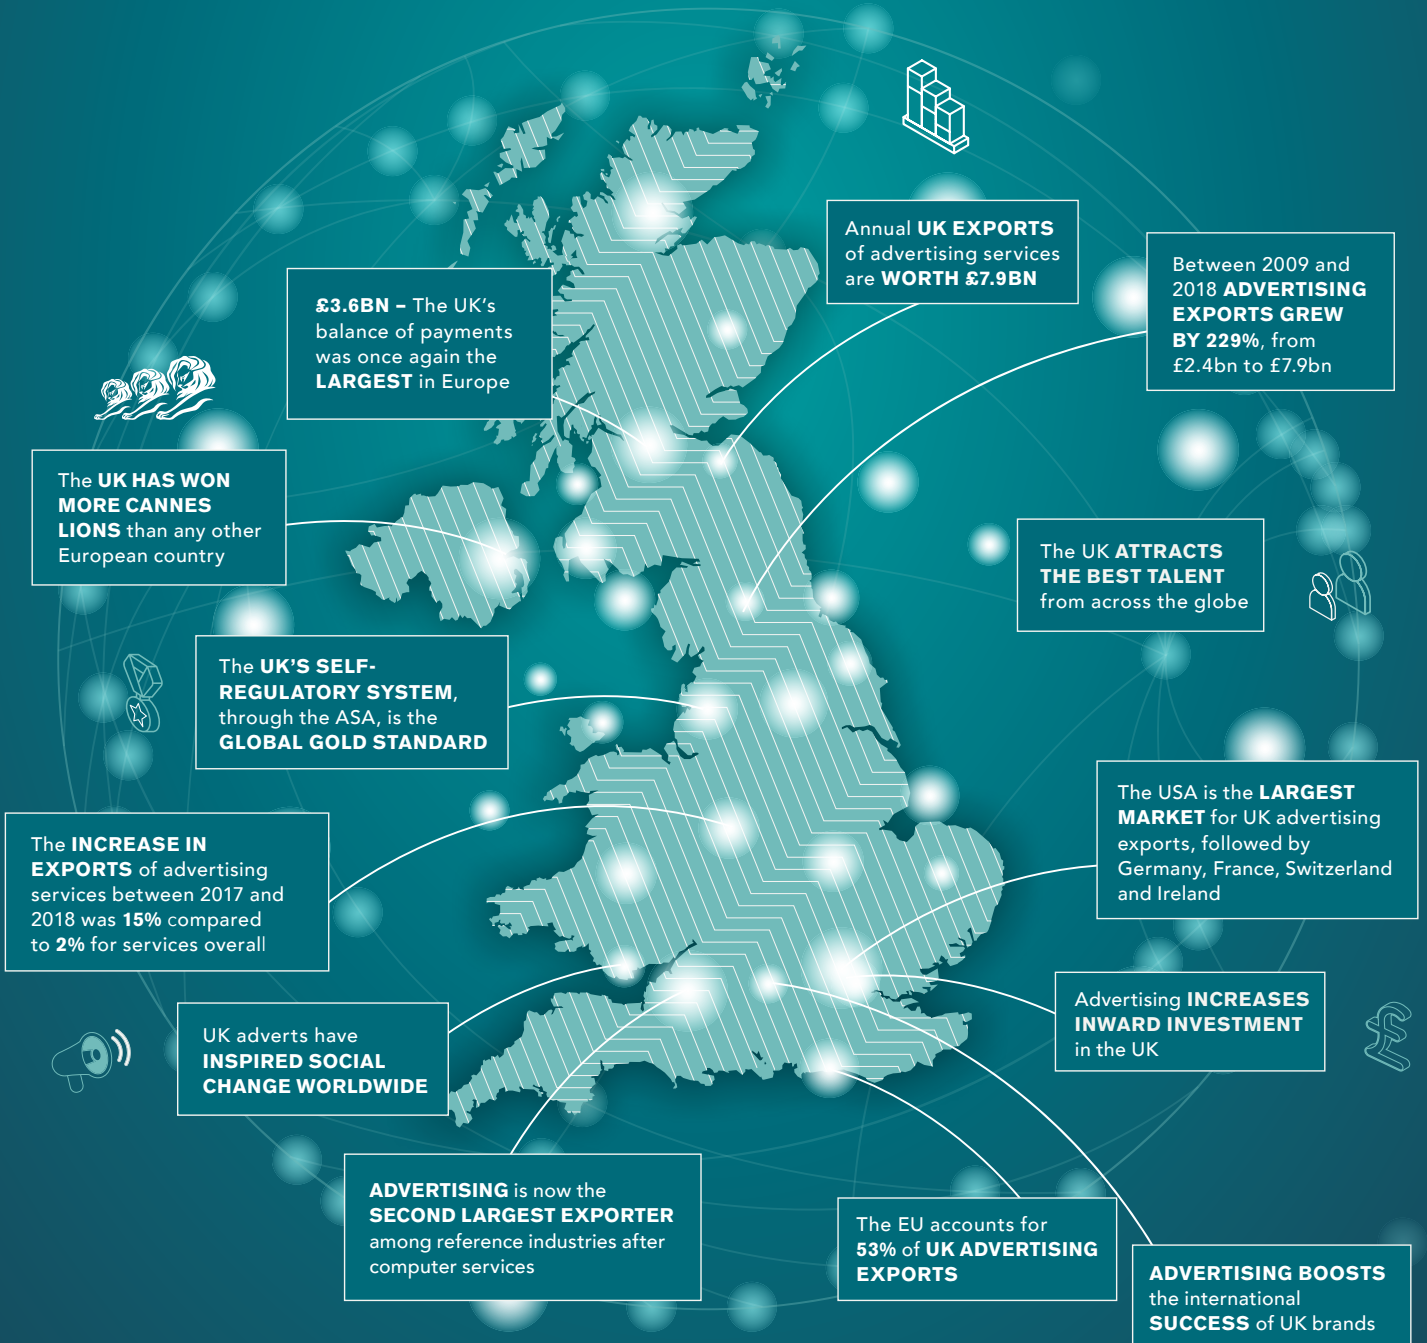 Annual UK EXPORTS
of advertising services
are WORTH £7.9BN
Between 2009 and
2018 ADVERTISING
EXPORTS GREW
BY 229%, from
£2.4bn to £7.9bn
£3.6BN – The UK's
balance of payments
was once again the
LARGEST in Europe
The UK HAS WON
MORE CANNES
LIONS than any other
European country
The UK ATTRACTS
THE BEST TALENT
from across the globe
The UK'S SELF-
REGULATORY SYSTEM,
through the ASA, is the
GLOBAL GOLD STANDARD
The USA is the LARGEST
MARKET for UK advertising
exports, followed by
Germany, France, Switzerland
and Ireland
The INCREASE IN
EXPORTS of advertising
services between 2017 and
2018 was 15% compared
to 2% for services overall
Advertising INCREASES
INWARD INVESTMENT
in the UK
UK adverts have
INSPIRED SOCIAL
CHANGE WORLDWIDE
ADVERTISING is now the
SECOND LARGEST EXPORTER
among reference industries after
computer services
The EU accounts for
53% of UK ADVERTISING
EXPORTS
ADVERTISING BOOSTS
the international
SUCCESS of UK brands